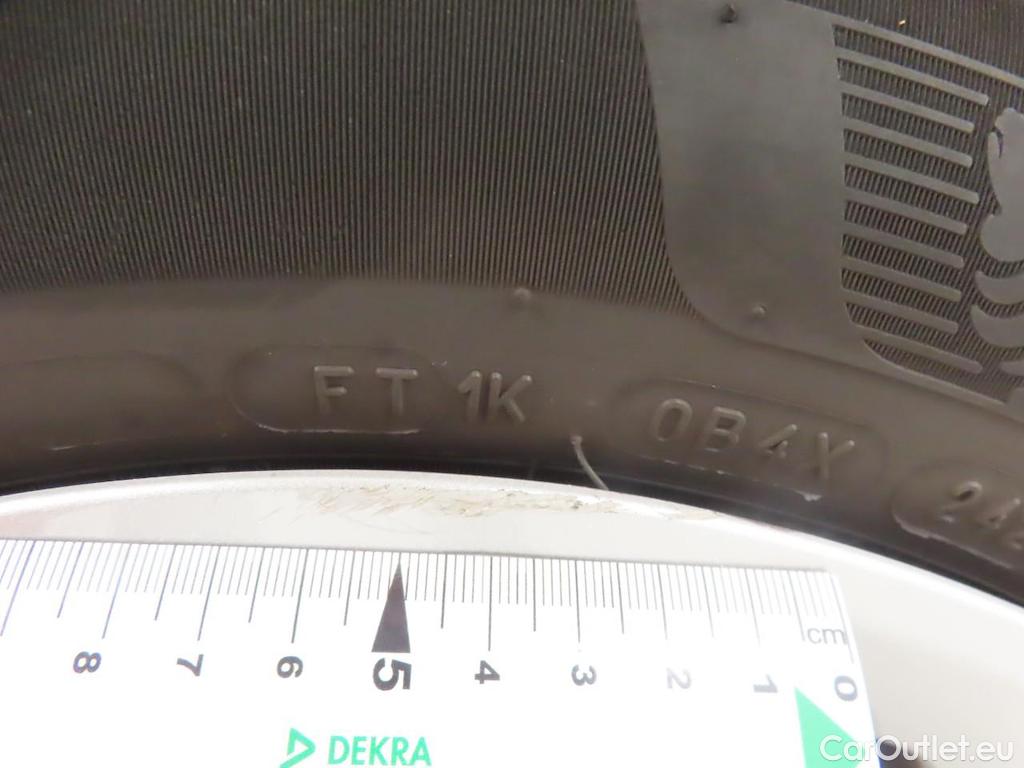 FT 1K 0B4X
cm
8 7 6 5 4 3 2 1 0
DEKRA
CarOutlet.eu